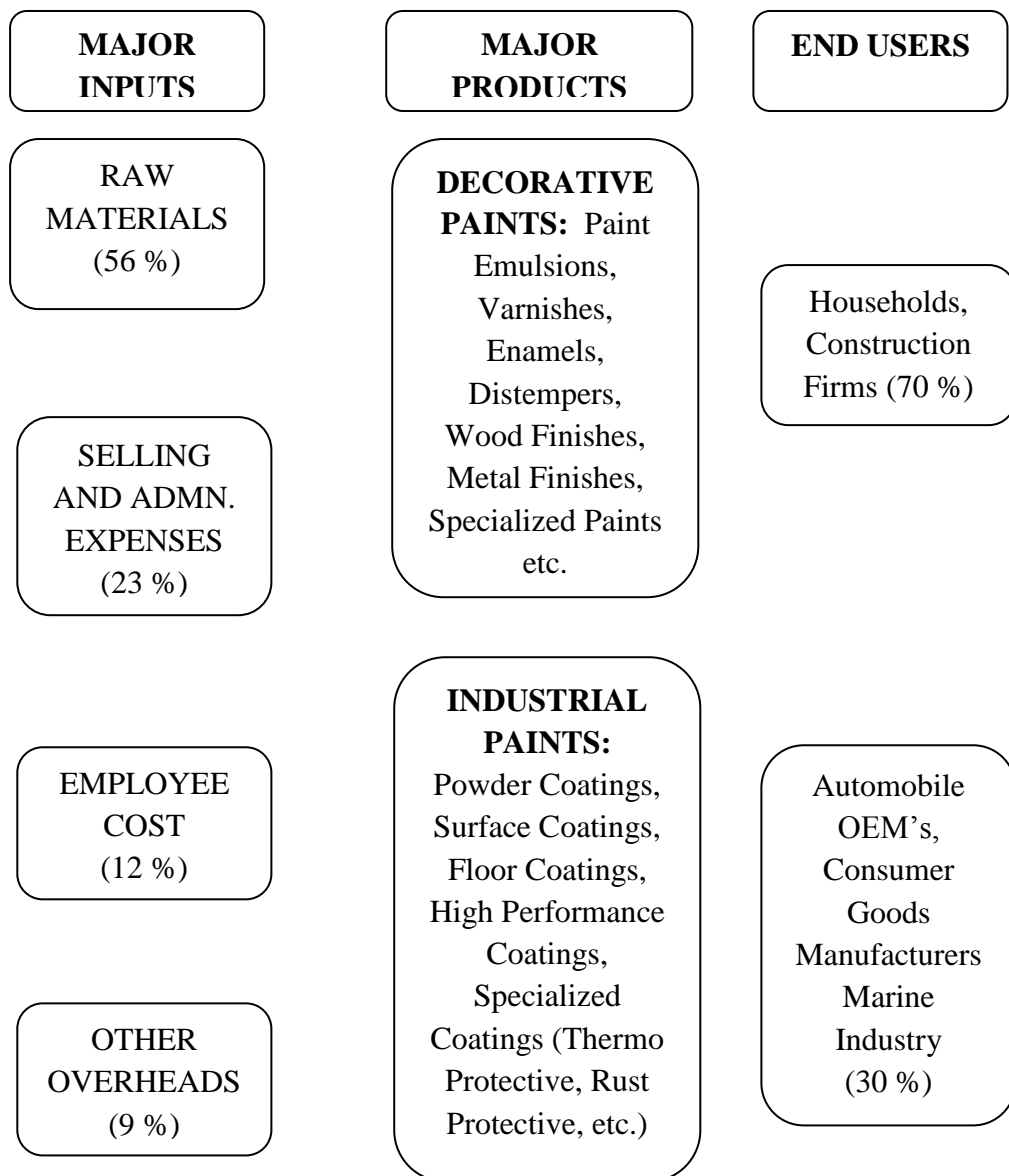 MAJOR
INPUTS
RAW
MATERIALS
(56 %)
SELLING
AND ADMN.
EXPENSES
(23 %)
EMPLOYEE
COST
(12 %)
OTHER
OVERHEADS
(9 %)
MAJOR
PRODUCTS
DECORATIVE
PAINTS: Paint
Emulsions,
Varnishes,
Enamels,
Distempers,
Wood Finishes,
Metal Finishes,
Specialized Paints
etc.
INDUSTRIAL
PAINTS:
Powder Coatings,
Surface Coatings,
Floor Coatings,
High Performance
Coatings,
Specialized
Coatings (Thermo
Protective, Rust
Protective, etc.)
END USERS
Households,
Construction
Firms (70 %)
Automobile
OEM’s,
Consumer
Goods
Manufacturers
Marine
Industry
(30 %)